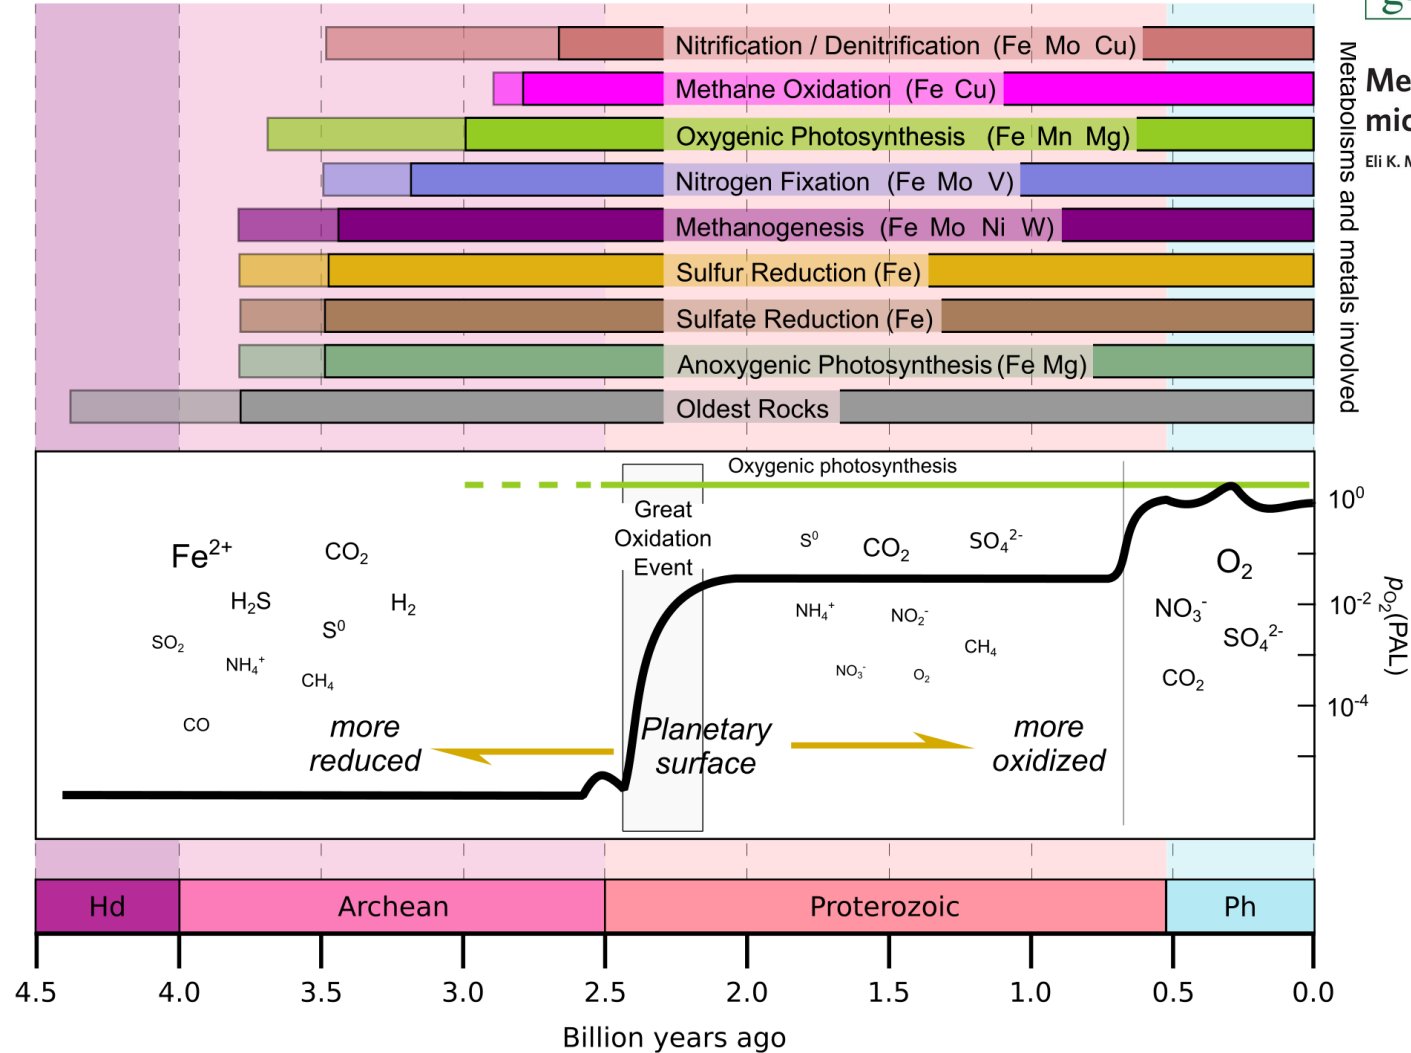 Nitrification / Denitrification (Fe Mo Cu)
Methane Oxidation (Fe Cu)
Oxygenic Photosynthesis (Fe Mn Mg)
Nitrogen Fixation (Fe Mo V)
Methanogenesis (Fe Mo Ni W)
Sulfur Reduction (Fe)
Sulfate Reduction (Fe)
Anoxygenic Photosynthesis (Fe Mg)
Oldest Rocks
Metabolisms and metals involved
Me
mic
Eli K. M
Oxygenic photosynthesis
Great
Oxidation
Event
Fe²⁺
CO₂
H₂S
H₂
S⁰
SO₂
NH₄⁺
CH₄
CO
S⁰
CO₂
SO₄²⁻
NH₄⁺
NO₂⁻
CH₄
NO₃⁻
O₂
O₂
NO₃⁻
SO₄²⁻
CO₂
more
reduced
Planetary
surface
more
oxidized
10⁰
10⁻²
10⁻⁴
pO₂(PAL)
Hd Archean Proterozoic Ph
4.5 4.0 3.5 3.0 2.5 2.0 1.5 1.0 0.5 0.0
Billion years ago